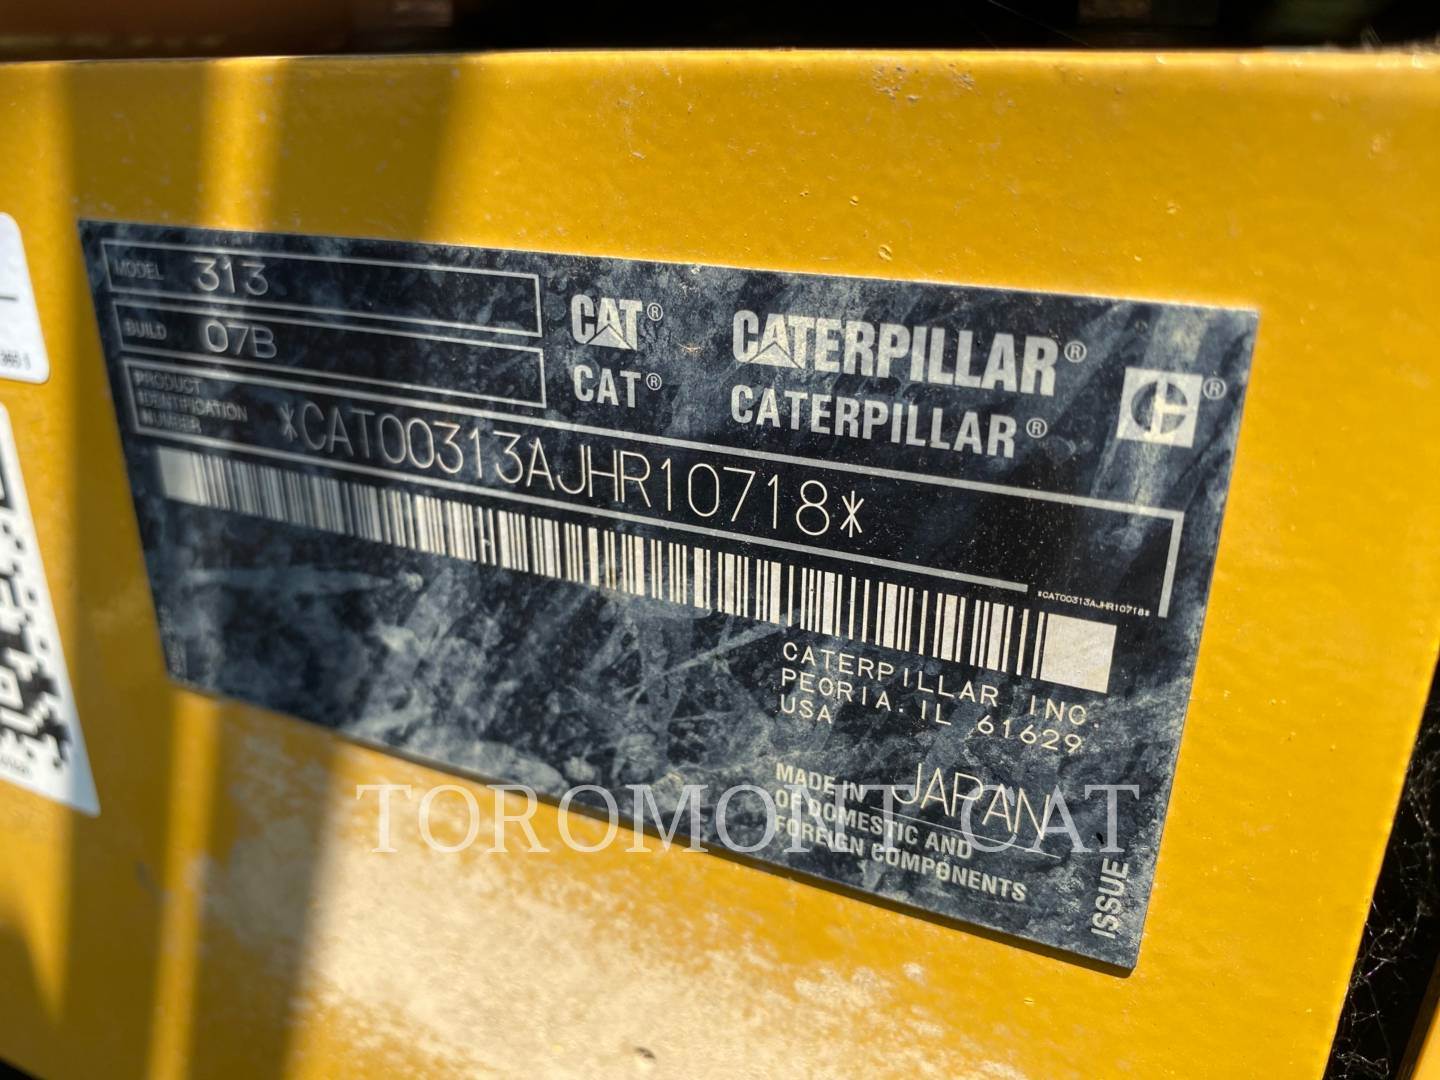 MODEL 313
BUILD 07B
PRODUCT
IDENTIFICATION
NUMBER
*CAT00313AJHR10718*
CAT®
CAT®
CATERPILLAR®
CATERPILLAR®
®
*CAT00313AJHR10718*
CATERPILLAR INC.
PEORIA. IL 61629
USA
MADE IN JAPAN
OF DOMESTIC AND
FOREIGN COMPONENTS
ISSUE
TOROMONT CAT